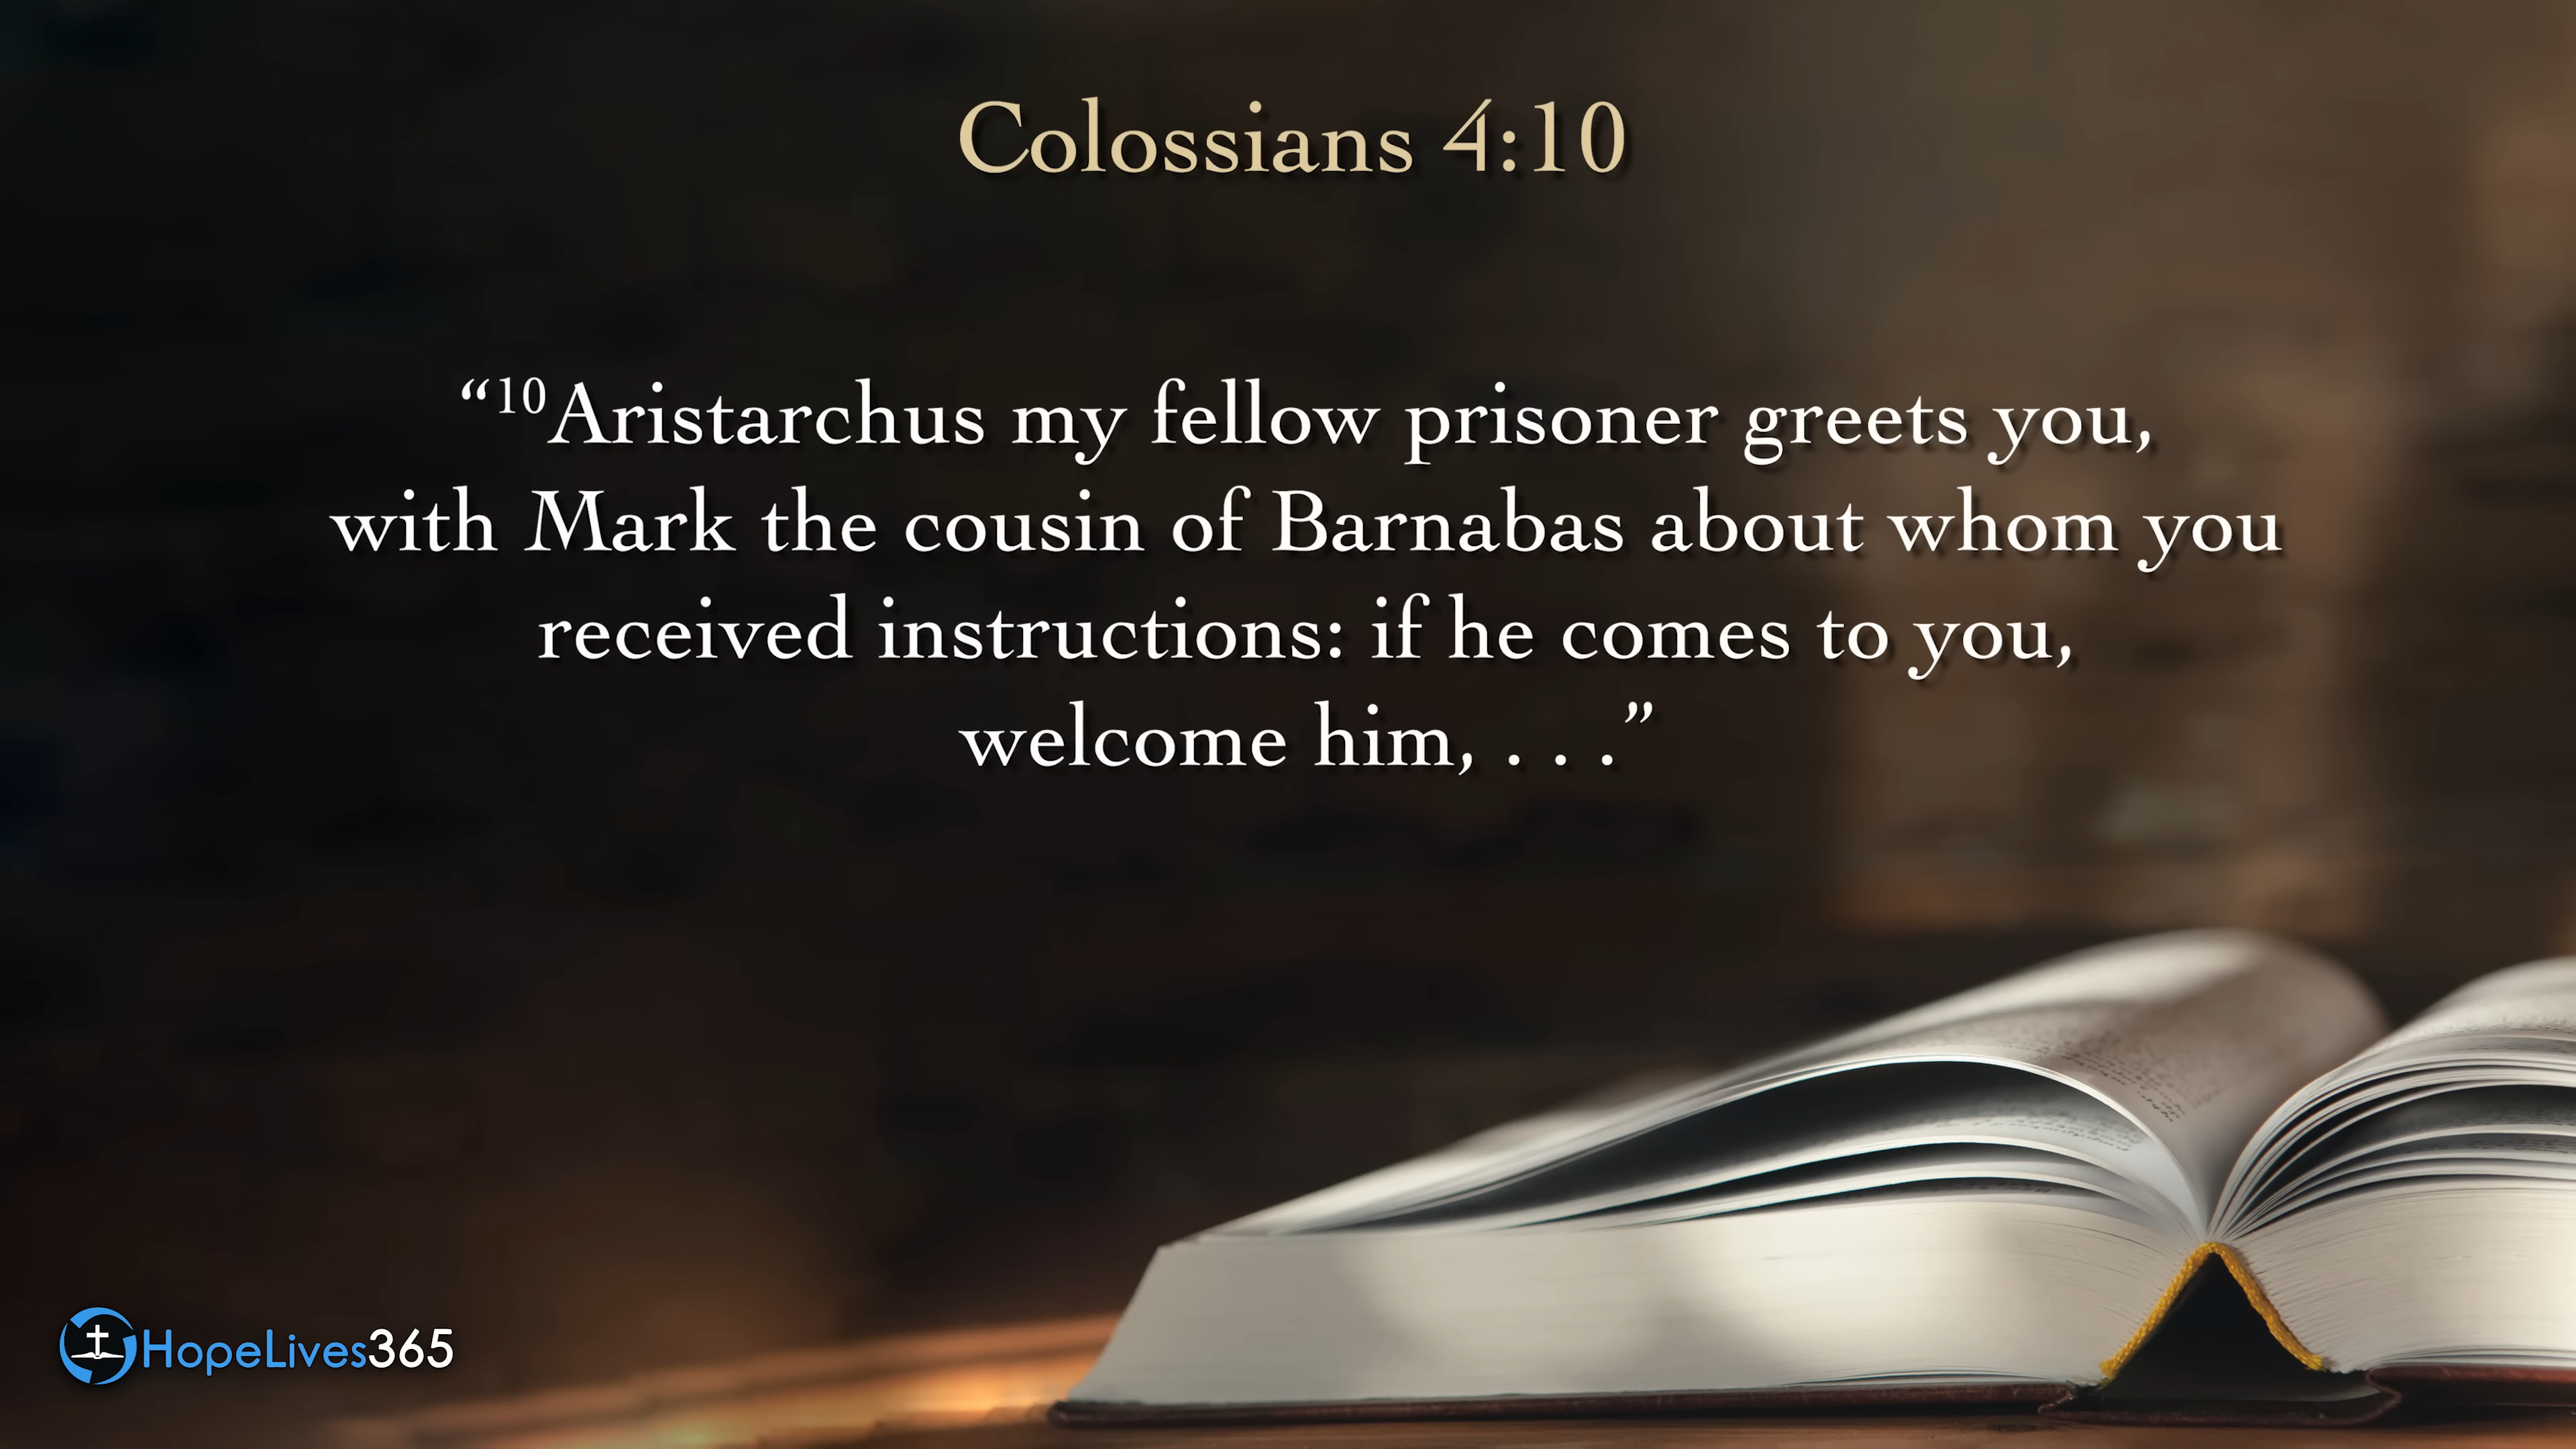 Colossians 4:10
“¹⁰Aristarchus my fellow prisoner greets you,
with Mark the cousin of Barnabas about whom you
received instructions: if he comes to you,
welcome him, . . .”
HopeLives365